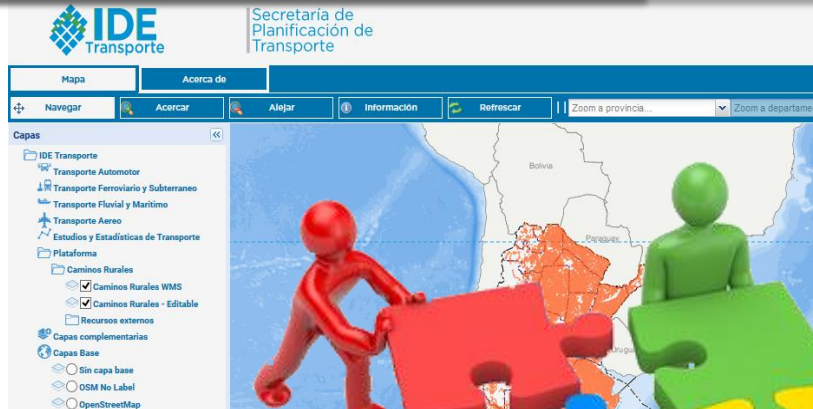 IDE
Transporte
Secretaría de
Planificación de
Transporte
Mapa
Acerca de
Navegar
Acercar
Alejar
Información
Refrescar
Zoom a provincia...
Zoom a departame
Capas
IDE Transporte
Transporte Automotor
Transporte Ferroviario y Subterraneo
Transporte Fluvial y Maritimo
Transporte Aereo
Estudios y Estadísticas de Transporte
Plataforma
Caminos Rurales
Caminos Rurales WMS
Caminos Rurales - Editable
Recursos externos
Capas complementarias
Capas Base
Sin capa base
OSM No Label
OpenStreetMap
Bolivia
Paraguay